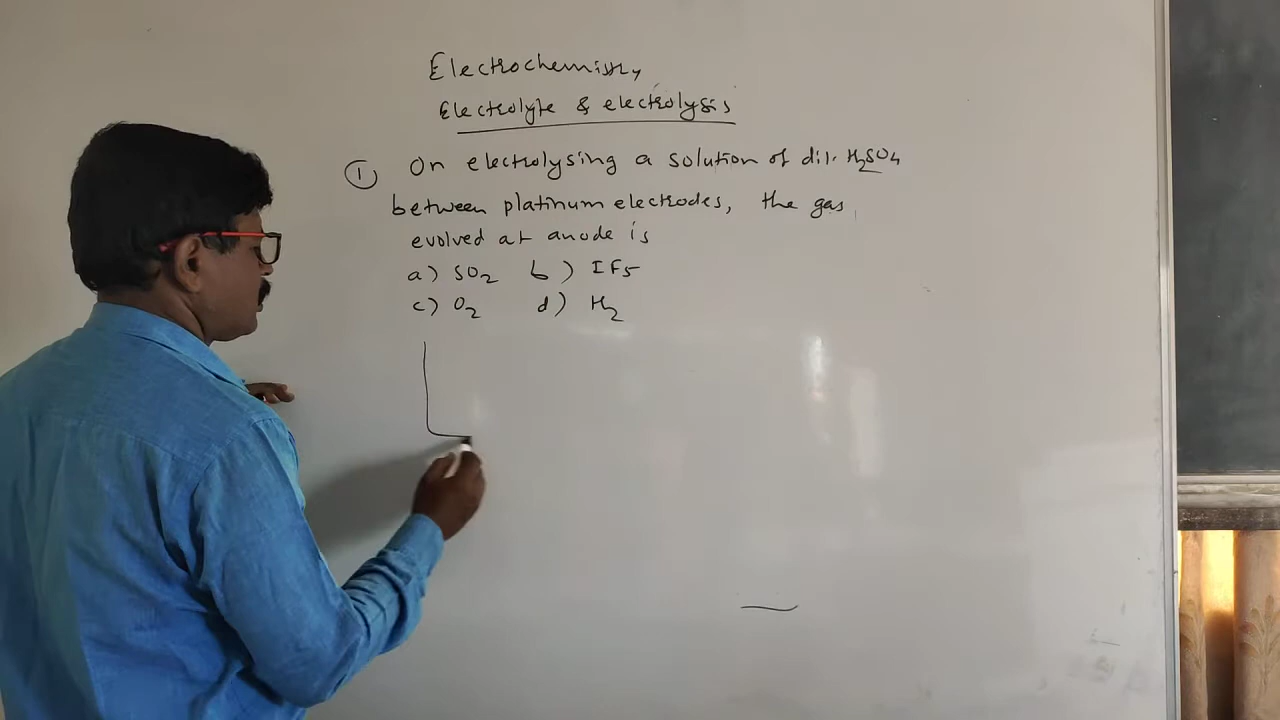 Electrochemistry
Electrolyte & electrolysis
① On electrolysing a solution of dil. H₂SO₄
between platinum electrodes, the gas
evolved at anode is
a) SO₂ b) IF₅
c) O₂ d) H₂